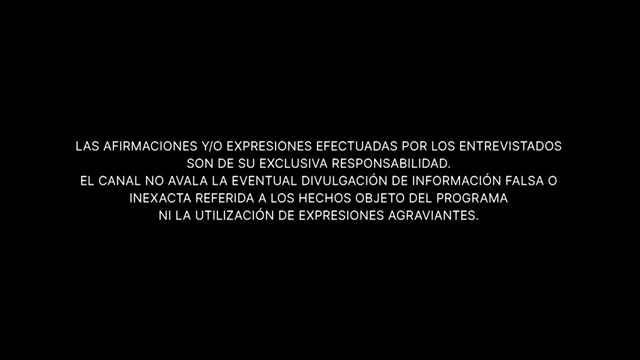 LAS AFIRMACIONES Y/O EXPRESIONES EFECTUADAS POR LOS ENTREVISTADOS
SON DE SU EXCLUSIVA RESPONSABILIDAD.
EL CANAL NO AVALA LA EVENTUAL DIVULGACIÓN DE INFORMACIÓN FALSA O
INEXACTA REFERIDA A LOS HECHOS OBJETO DEL PROGRAMA
NI LA UTILIZACIÓN DE EXPRESIONES AGRAVIANTES.